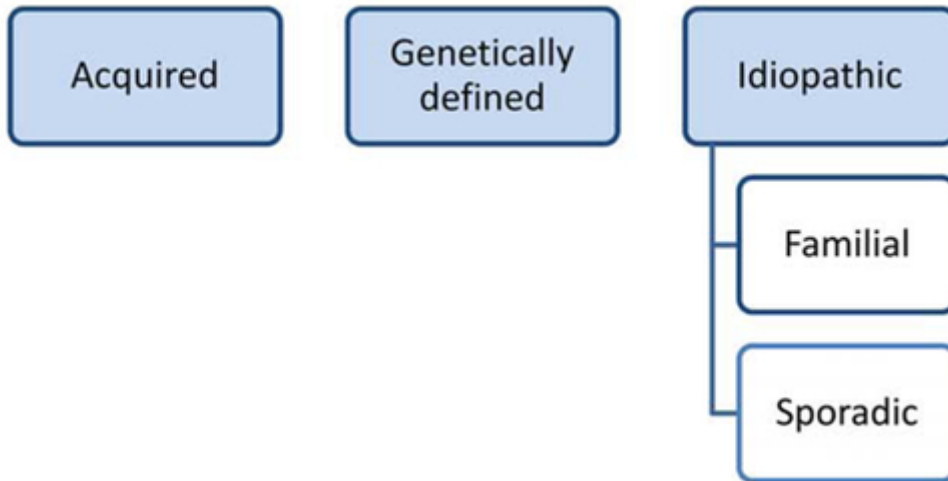 Acquired
Genetically
defined
Idiopathic
Familial
Sporadic